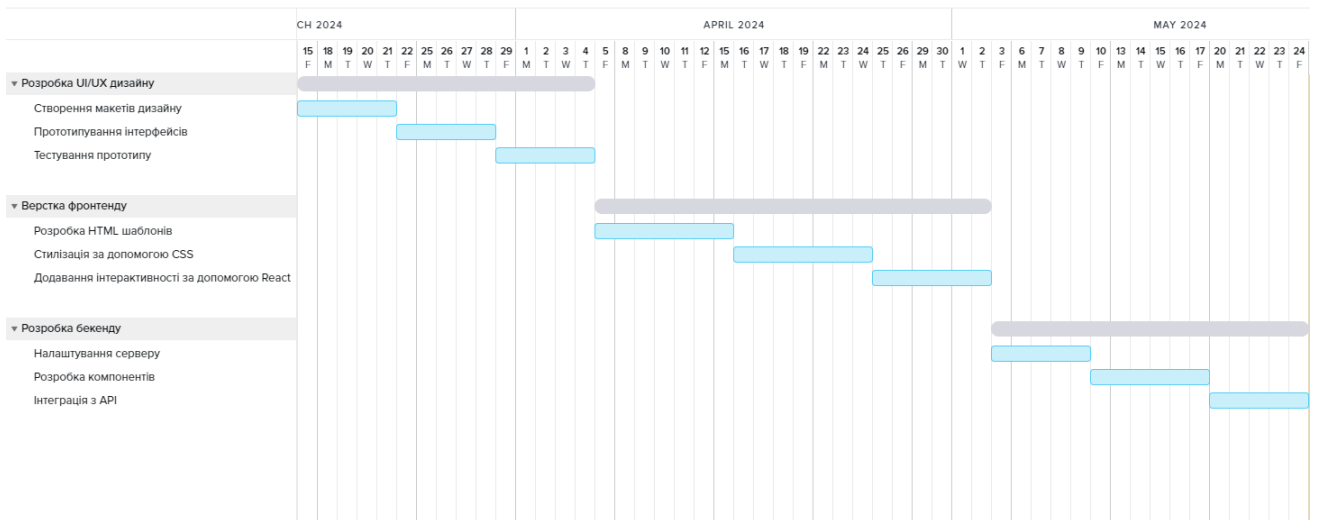 CH 2024 APRIL 2024 MAY 2024
15 18 19 20 21 22 25 26 27 28 29 1 2 3 4 5 8 9 10 11 12 15 16 17 18 19 22 23 24 25 26 29 30 1 2 3 6 7 8 9 10 13 14 15 16 17 20 21 22 23 24
F M T W T F M T W T F M T W T F M T W T F M T W T F M T W T F M T W T F M T W T F M T W T F M T W T F
Розробка UI/UX дизайну
Створення макетів дизайну
Прототипування інтерфейсів
Тестування прототипу
Верстка фронтенду
Розробка HTML шаблонів
Стилізація за допомогою CSS
Додавання інтерактивності за допомогою React
Розробка бекенду
Налаштування серверу
Розробка компонентів
Інтеграція з API